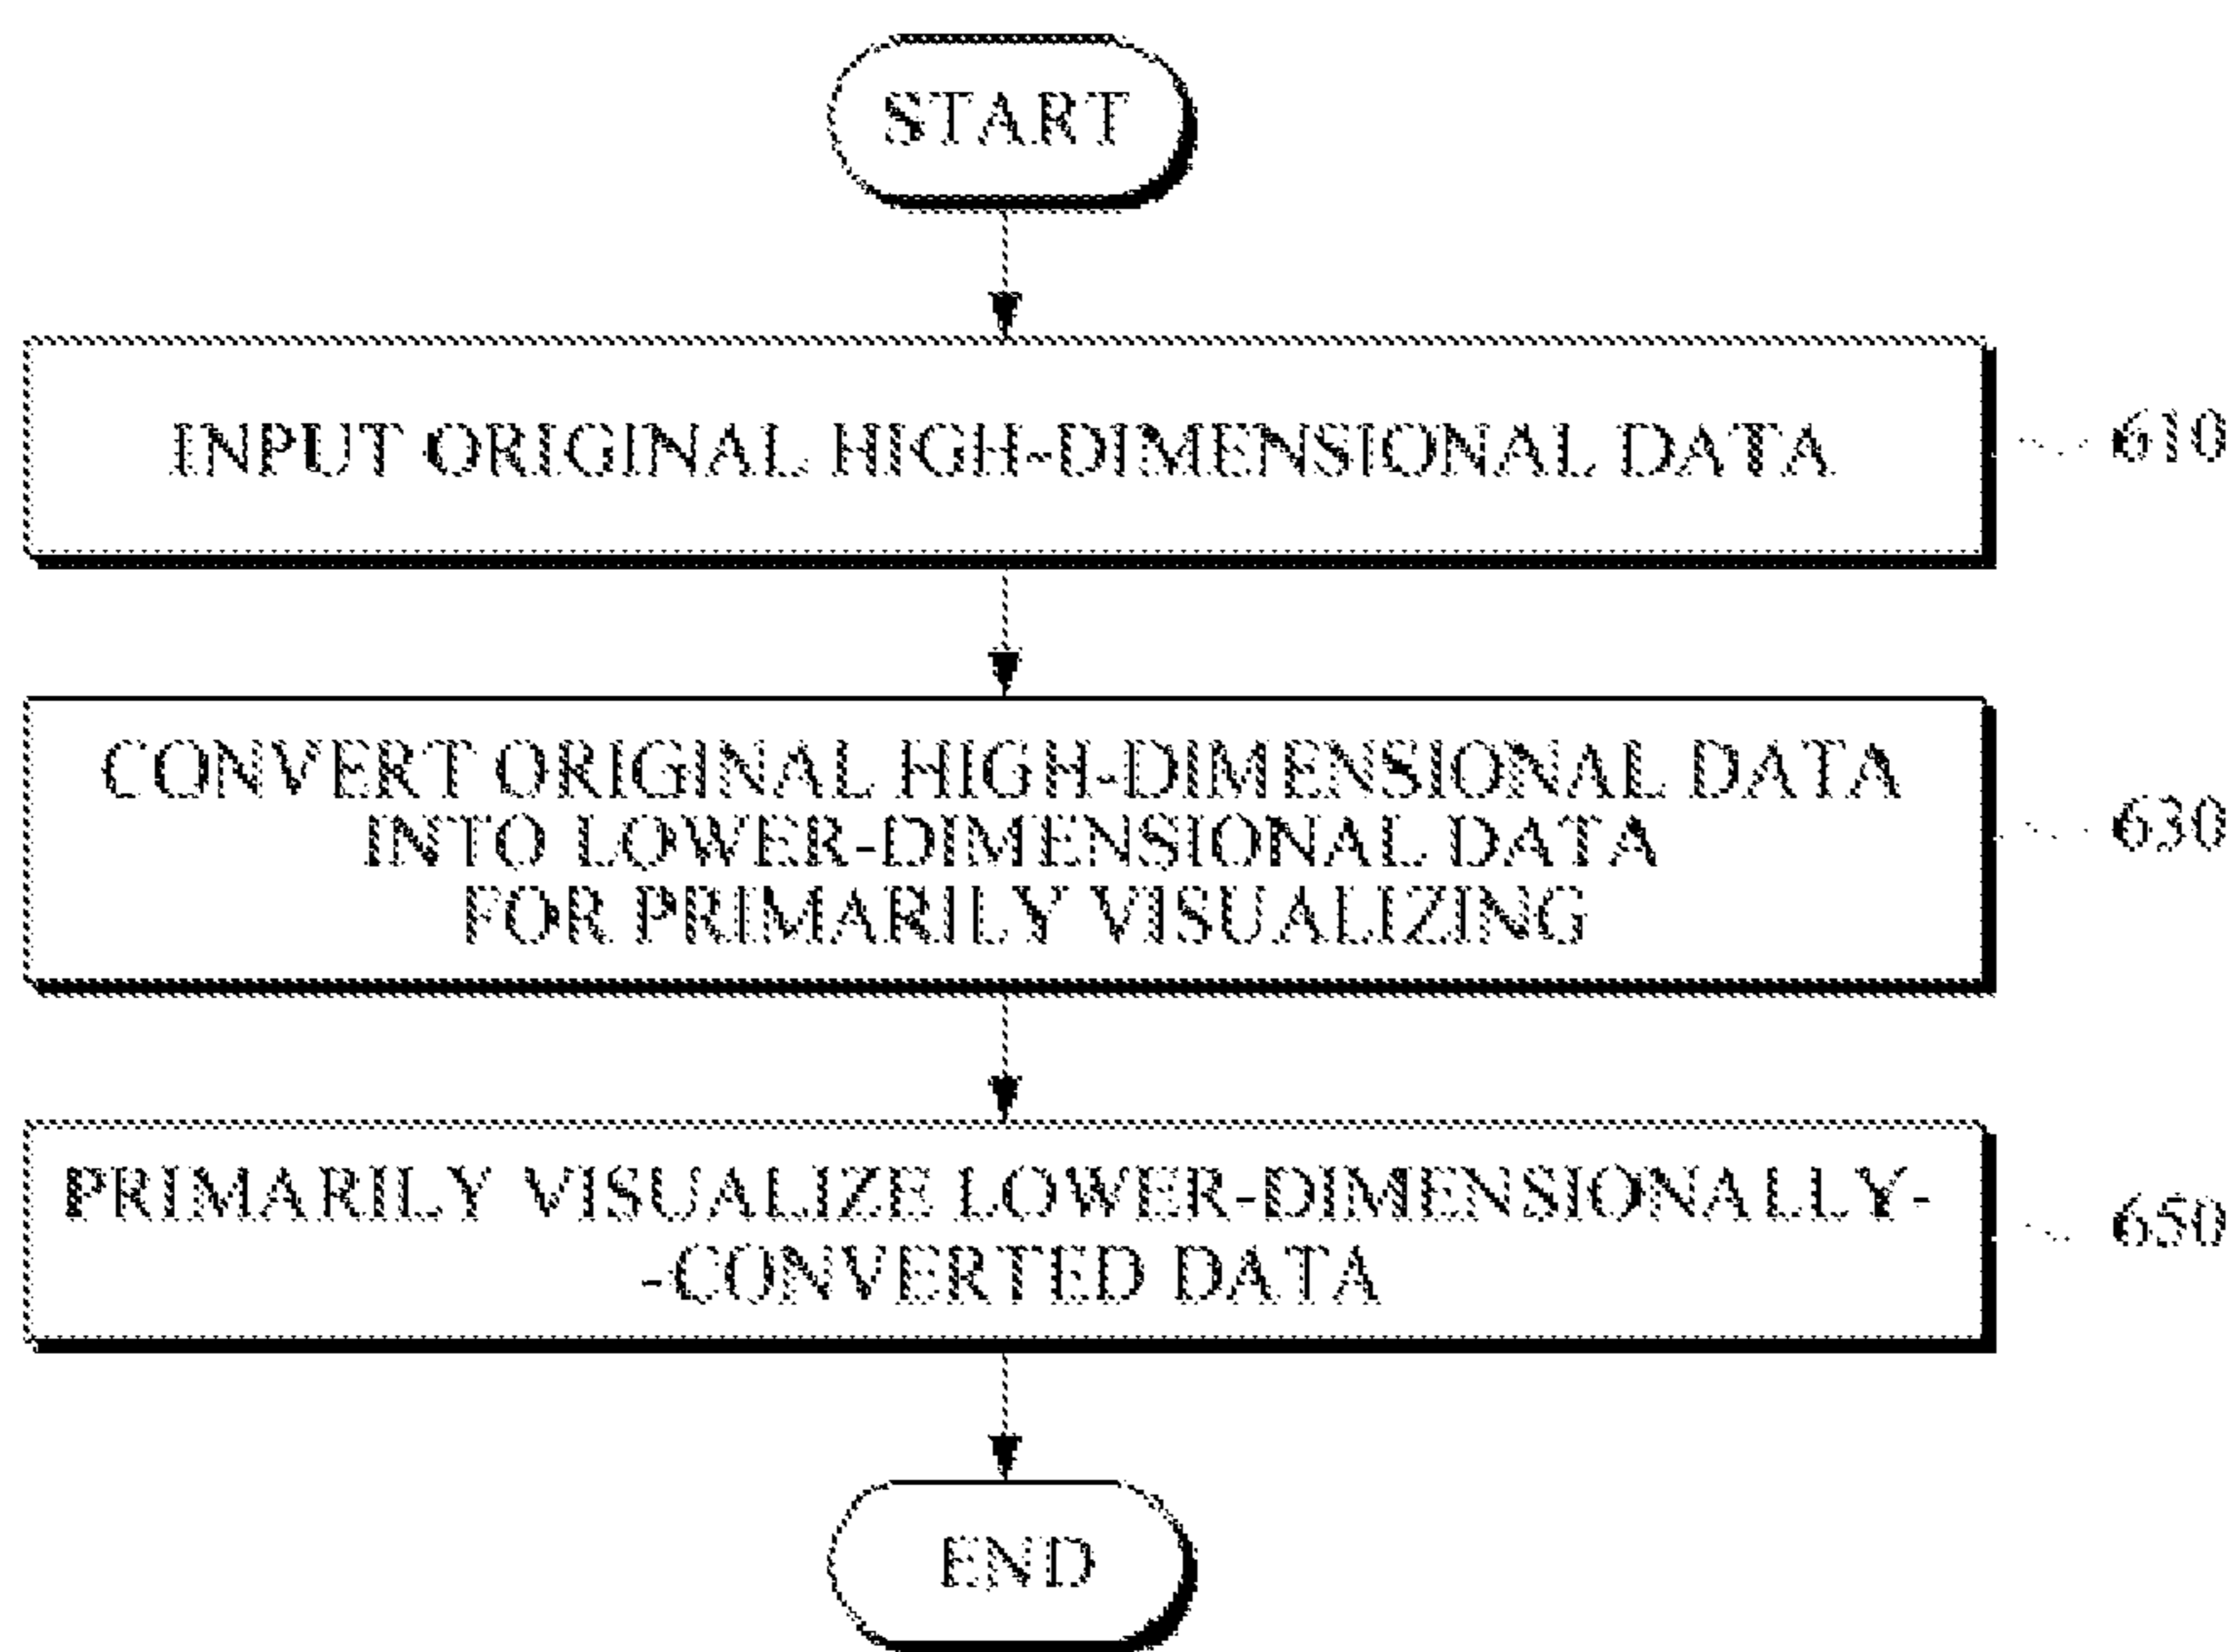 START
INPUT ORIGINAL HIGH-DIMENSIONAL DATA
610
CONVERT ORIGINAL HIGH-DIMENSIONAL DATA
INTO LOWER-DIMENSIONAL DATA
FOR PRIMARILY VISUALIZING
630
PRIMARILY VISUALIZE LOWER-DIMENSIONALLY-
-CONVERTED DATA
650
END